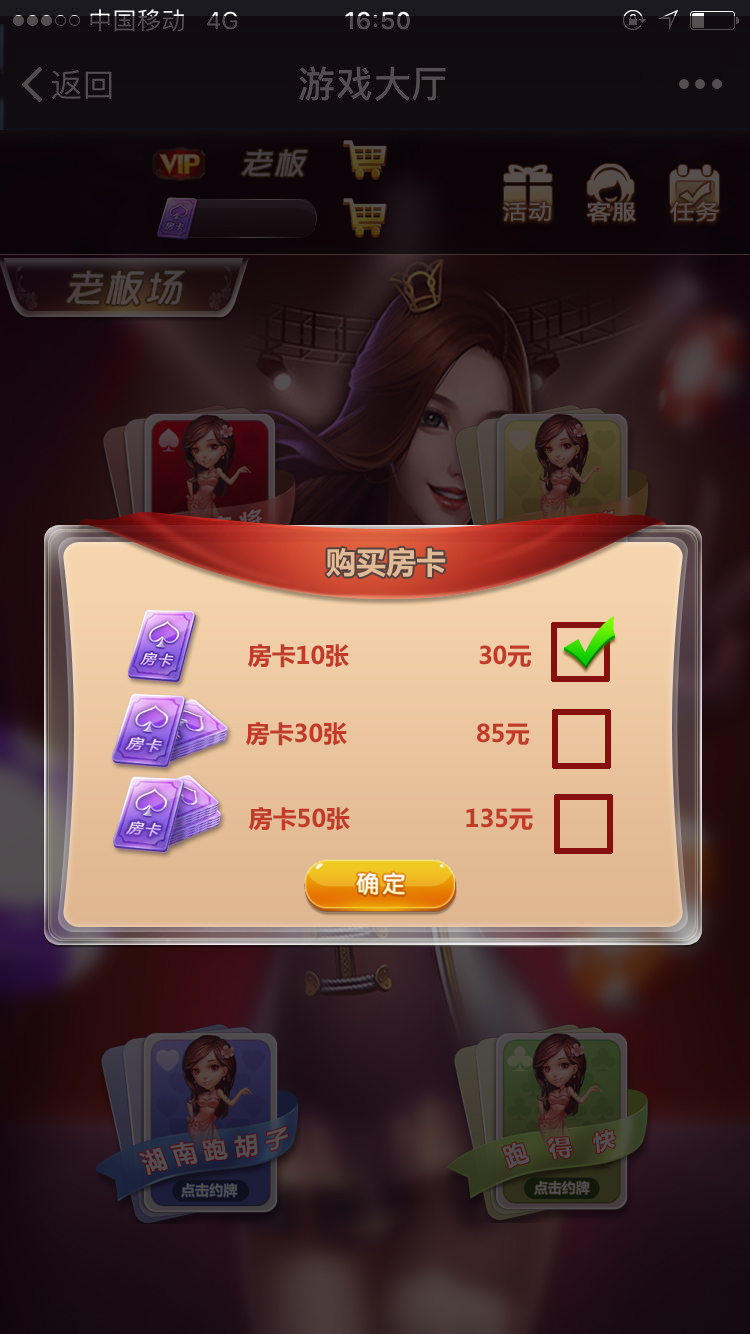 中国移动 4G 16:50
返回 游戏大厅
VIP 老板
房卡
活动 客服 任务
老板场
购买房卡
房卡
房卡10张 30元
房卡
房卡30张 85元
房卡
房卡50张 135元
确定
湖南跑胡子
点击约牌
跑得快
点击约牌